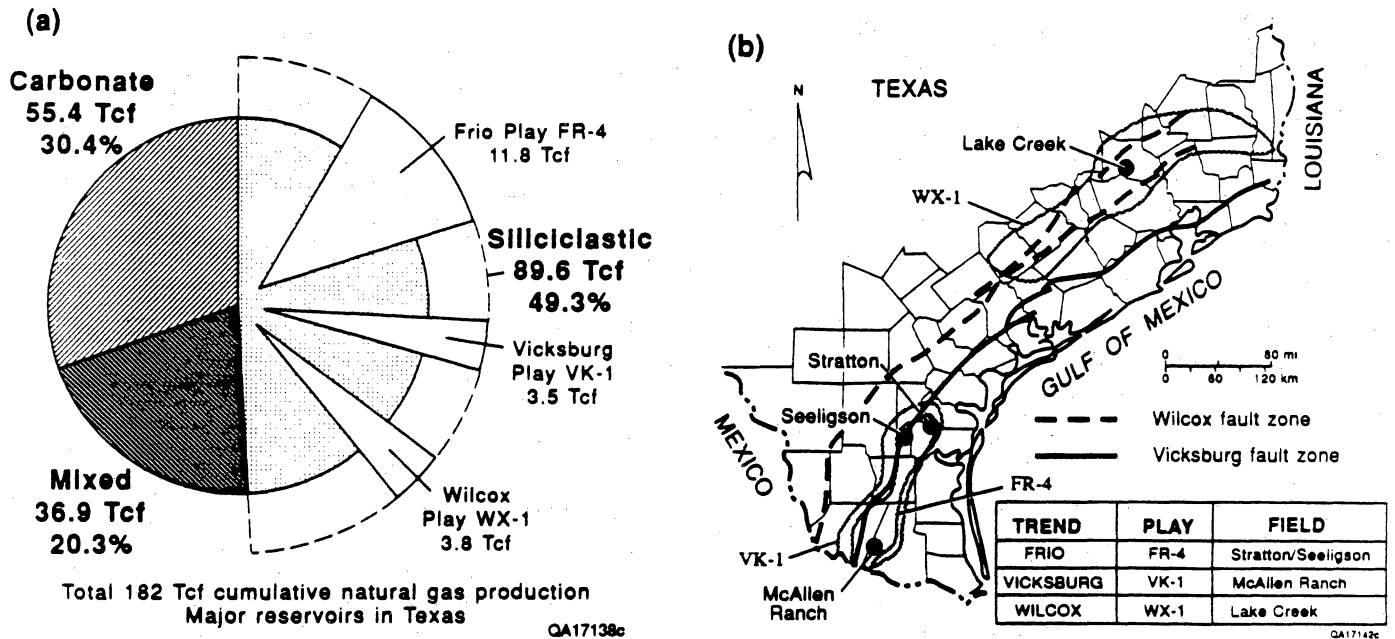 (a)
Carbonate
55.4 Tcf
30.4%
Frio Play FR-4
11.8 Tcf
Siliciclastic
89.6 Tcf
49.3%
Vicksburg
Play VK-1
3.5 Tcf
Wilcox
Play WX-1
3.8 Tcf
Mixed
36.9 Tcf
20.3%
Total 182 Tcf cumulative natural gas production
Major reservoirs in Texas
QA17138c
(b)
N
TEXAS
LOUISIANA
Lake Creek
WX-1
GULF OF MEXICO
Stratton
Seeligson
MEXICO
0 80 mi
0 60 120 km
Wilcox fault zone
Vicksburg fault zone
FR-4
VK-1
McAllen
Ranch
TREND PLAY FIELD
FRIO FR-4 Stratton/Seeligson
VICKSBURG VK-1 McAllen Ranch
WILCOX WX-1 Lake Creek
QA17142c